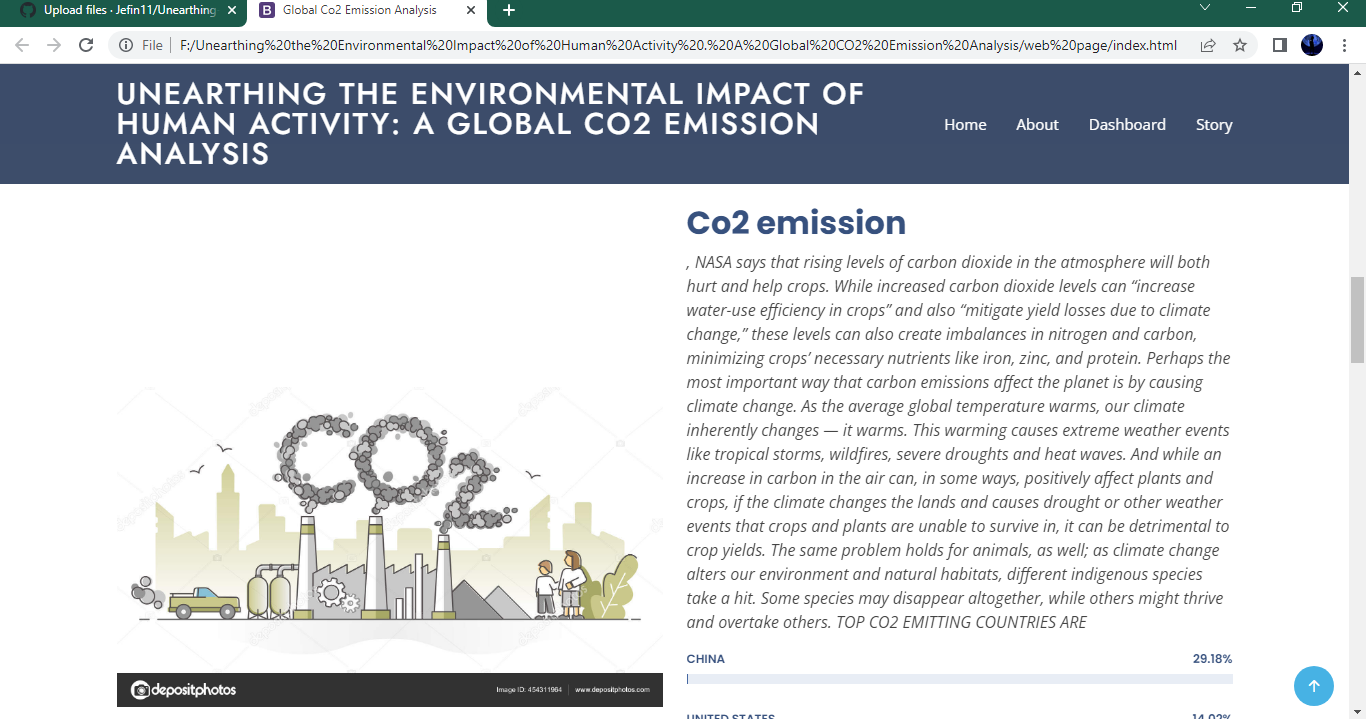 Upload files · Jefin11/Unearthing
Global Co2 Emission Analysis
File
F:/Unearthing%20the%20Environmental%20Impact%20of%20Human%20Activity%20.%20A%20Global%20CO2%20Emission%20Analysis/web%20page/index.html
UNEARTHING THE ENVIRONMENTAL IMPACT OF
HUMAN ACTIVITY: A GLOBAL CO2 EMISSION
ANALYSIS
Home About Dashboard Story
Co2 emission
, NASA says that rising levels of carbon dioxide in the atmosphere will both
hurt and help crops. While increased carbon dioxide levels can “increase
water-use efficiency in crops” and also “mitigate yield losses due to climate
change,” these levels can also create imbalances in nitrogen and carbon,
minimizing crops’ necessary nutrients like iron, zinc, and protein. Perhaps the
most important way that carbon emissions affect the planet is by causing
climate change. As the average global temperature warms, our climate
inherently changes — it warms. This warming causes extreme weather events
like tropical storms, wildfires, severe droughts and heat waves. And while an
increase in carbon in the air can, in some ways, positively affect plants and
crops, if the climate changes the lands and causes drought or other weather
events that crops and plants are unable to survive in, it can be detrimental to
crop yields. The same problem holds for animals, as well; as climate change
alters our environment and natural habitats, different indigenous species
take a hit. Some species may disappear altogether, while others might thrive
and overtake others. TOP CO2 EMITTING COUNTRIES ARE
CHINA 29.18%
UNITED STATES 14.02%
CO2
depositphotos
Image ID: 454311964 www.depositphotos.com